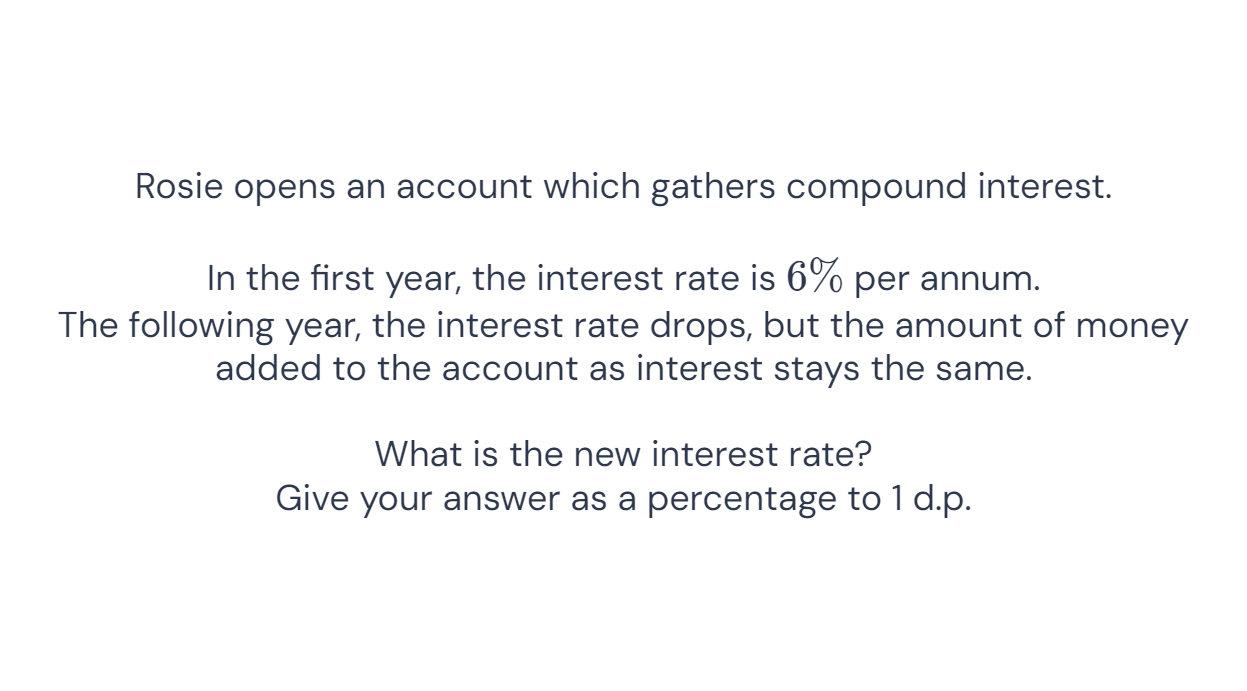 Rosie opens an account which gathers compound interest.
In the first year, the interest rate is 6% per annum.
The following year, the interest rate drops, but the amount of money
added to the account as interest stays the same.
What is the new interest rate?
Give your answer as a percentage to 1 d.p.